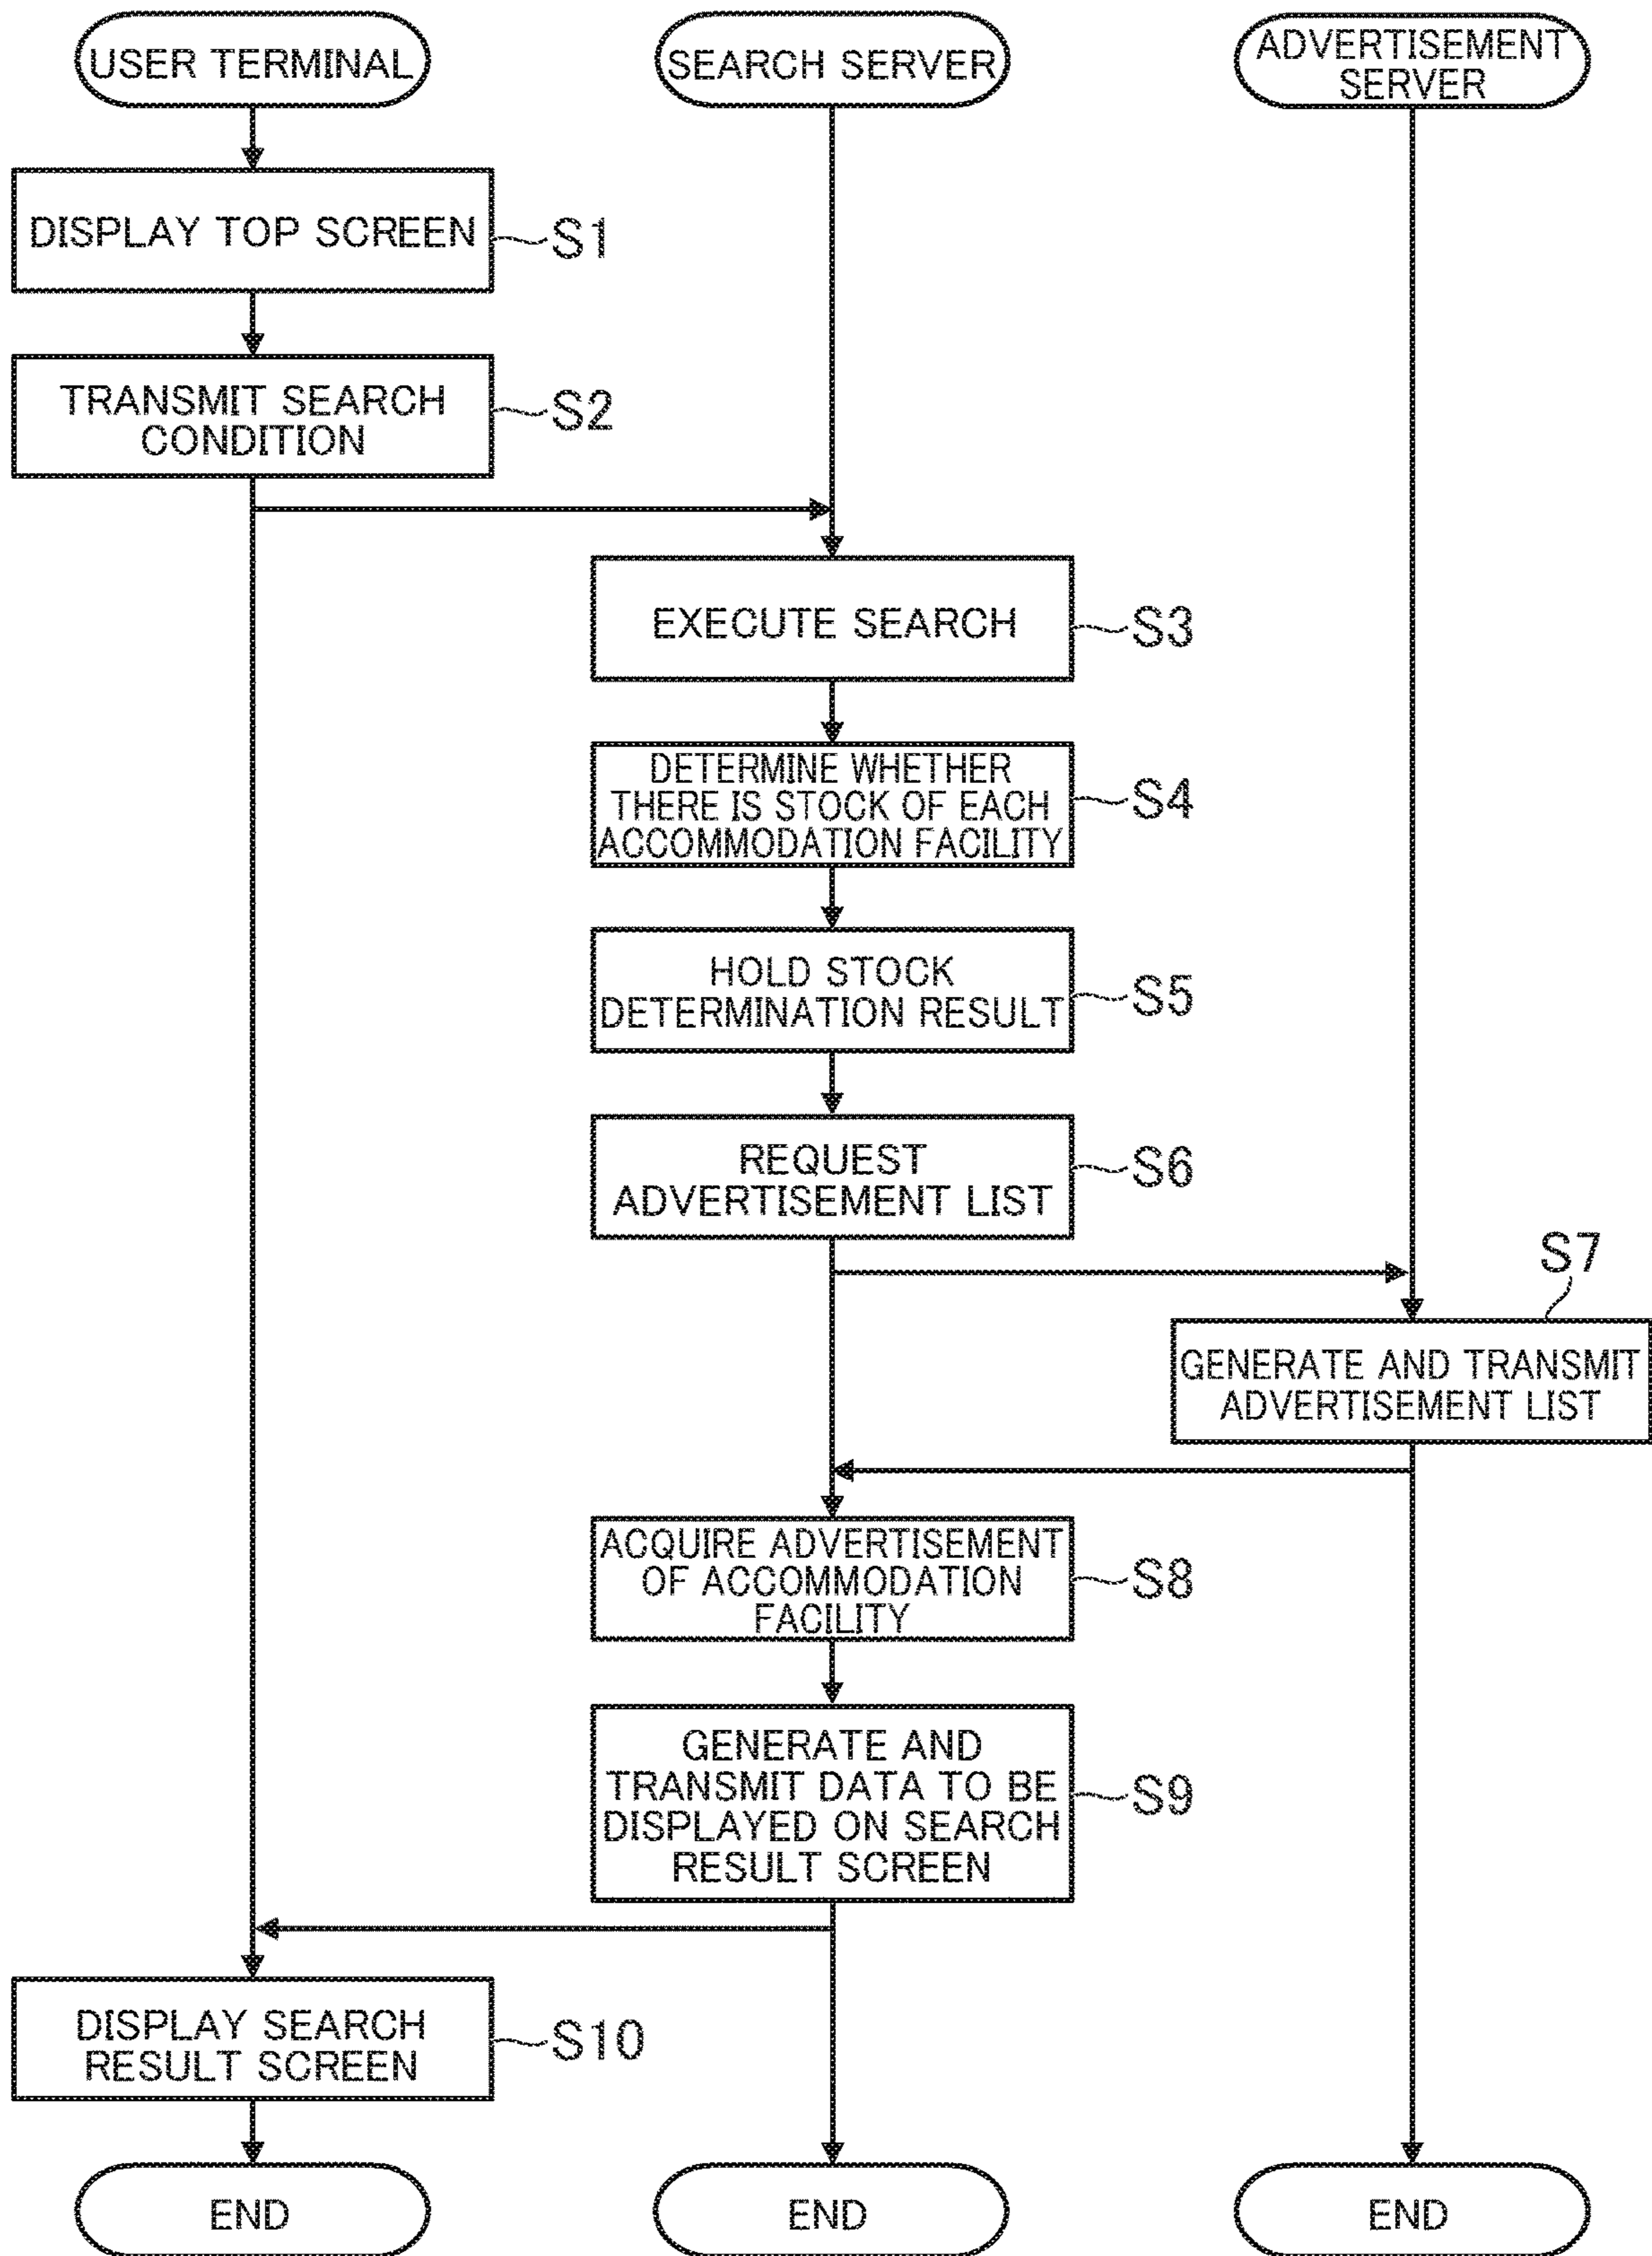 USER TERMINAL
SEARCH SERVER
ADVERTISEMENT
SERVER
DISPLAY TOP SCREEN
S1
TRANSMIT SEARCH
CONDITION
S2
EXECUTE SEARCH
S3
DETERMINE WHETHER
THERE IS STOCK OF EACH
ACCOMMODATION FACILITY
S4
HOLD STOCK
DETERMINATION RESULT
S5
REQUEST
ADVERTISEMENT LIST
S6
S7
GENERATE AND TRANSMIT
ADVERTISEMENT LIST
ACQUIRE ADVERTISEMENT
OF ACCOMMODATION
FACILITY
S8
GENERATE AND
TRANSMIT DATA TO BE
DISPLAYED ON SEARCH
RESULT SCREEN
S9
DISPLAY SEARCH
RESULT SCREEN
S10
END
END
END